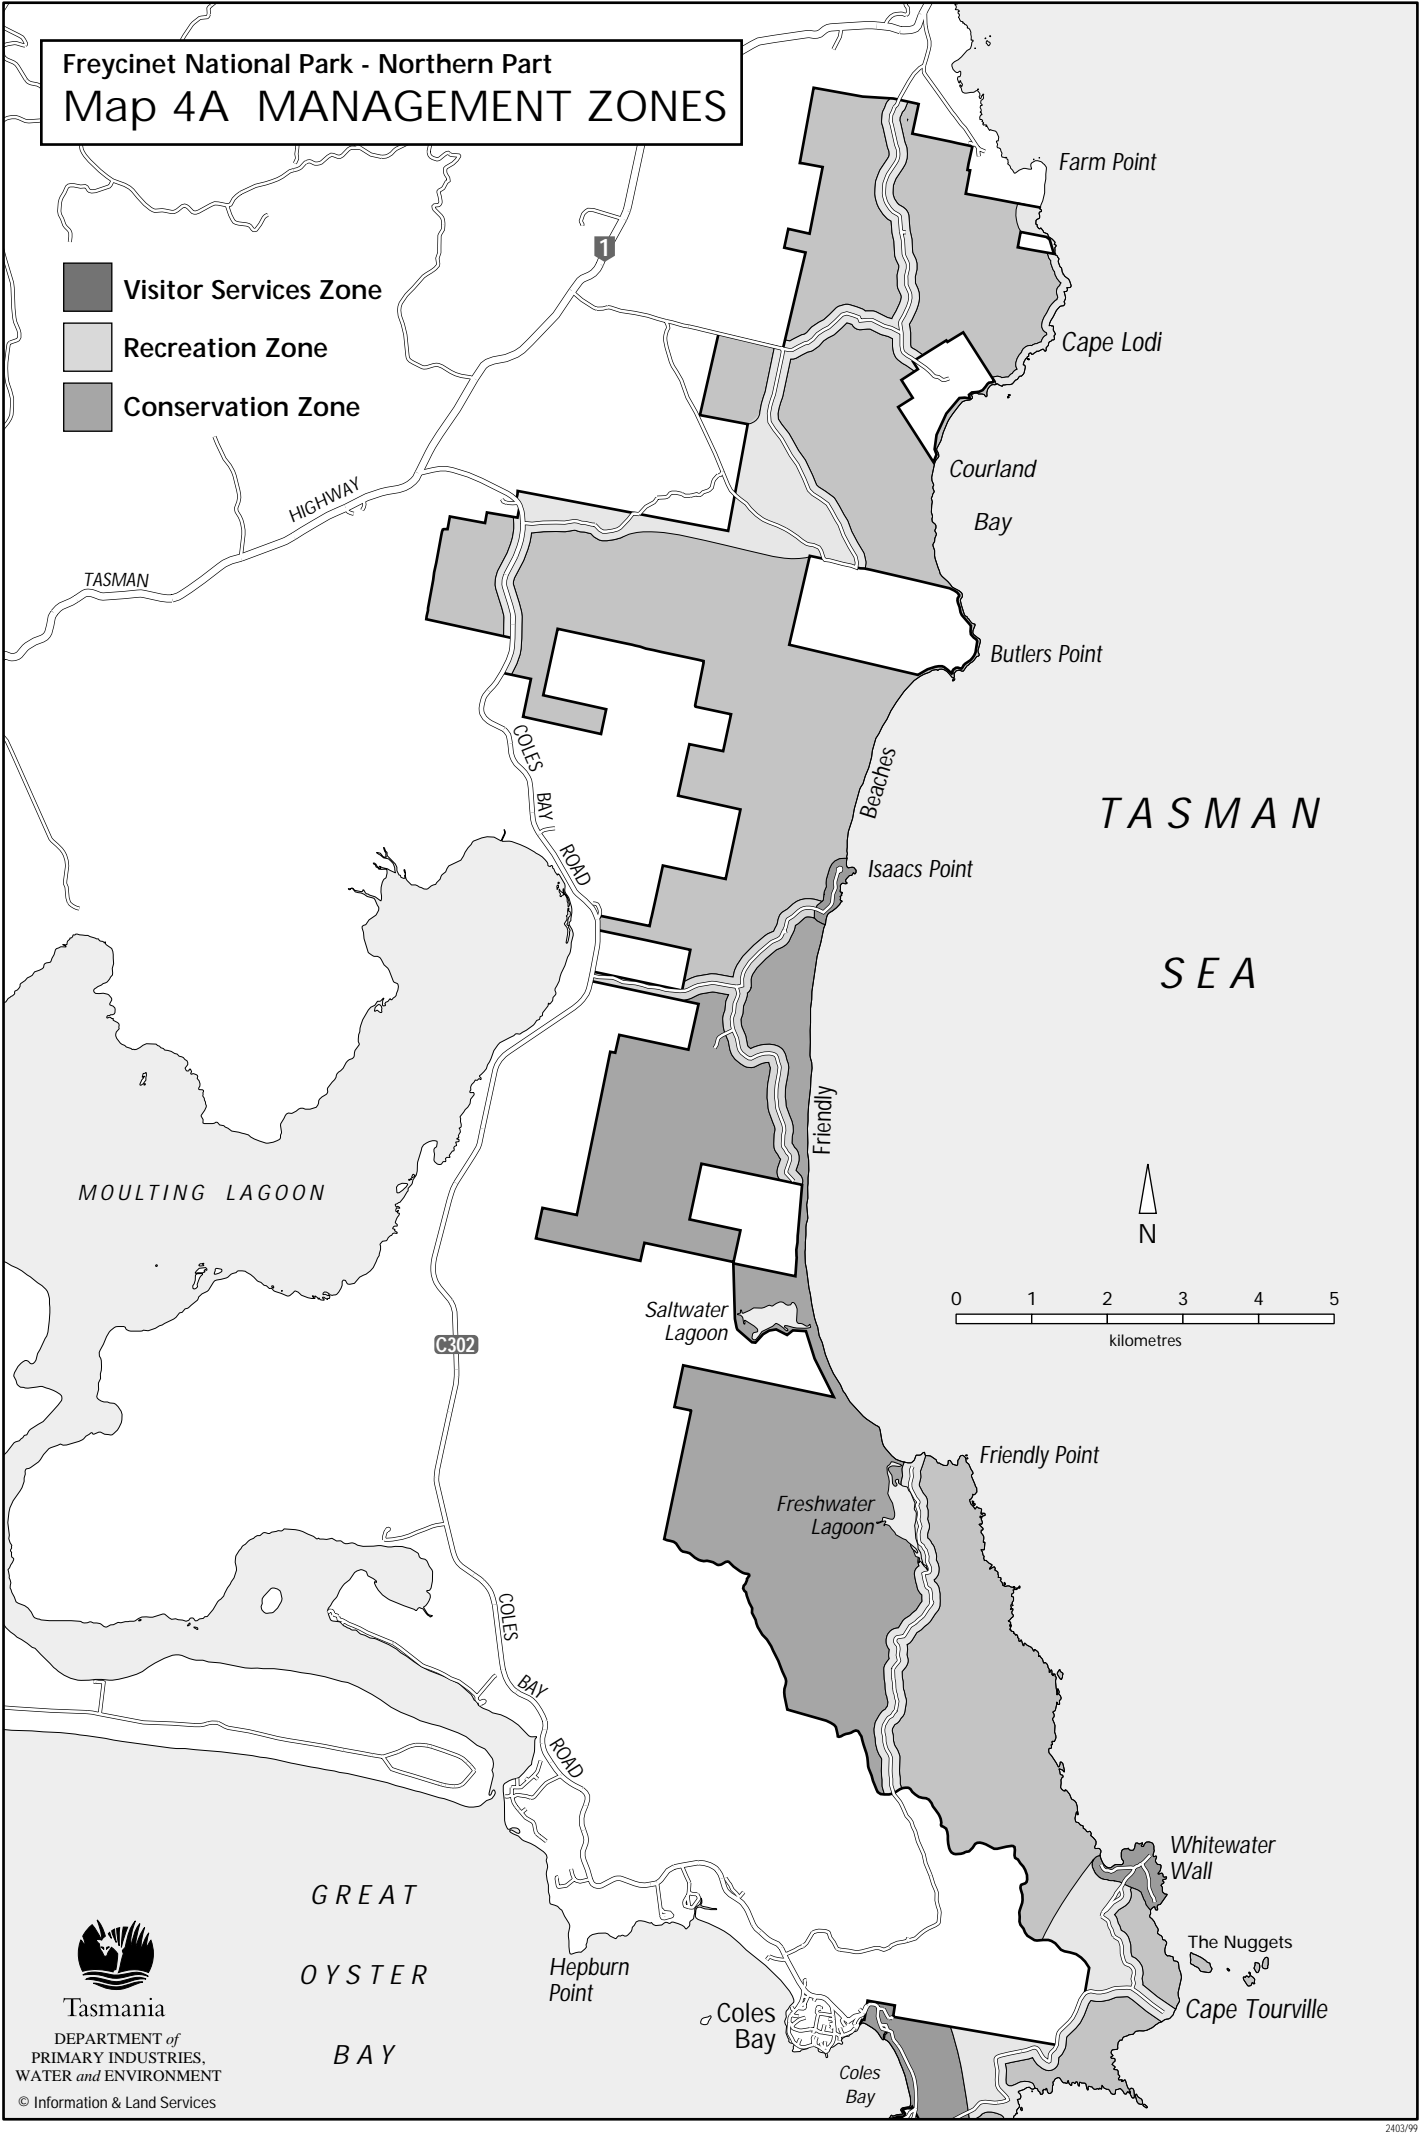 Freycinet National Park - Northern Part
Map 4A MANAGEMENT ZONES
Farm Point
1
Visitor Services Zone
Recreation Zone
Conservation Zone
Cape Lodi
Courland
Bay
HIGHWAY
TASMAN
Butlers Point
COLES
BAY
ROAD
Beaches
TASMAN
SEA
Isaacs Point
Friendly
MOULTING LAGOON
N
0 1 2 3 4 5
kilometres
Saltwater
Lagoon
C302
Friendly Point
Freshwater
Lagoon
COLES
BAY
ROAD
Whitewater
Wall
GREAT
OYSTER
BAY
The Nuggets
Hepburn
Point
Cape Tourville
Coles
Bay
Coles
Bay
Tasmania
DEPARTMENT of
PRIMARY INDUSTRIES,
WATER and ENVIRONMENT
© Information & Land Services
2403/99